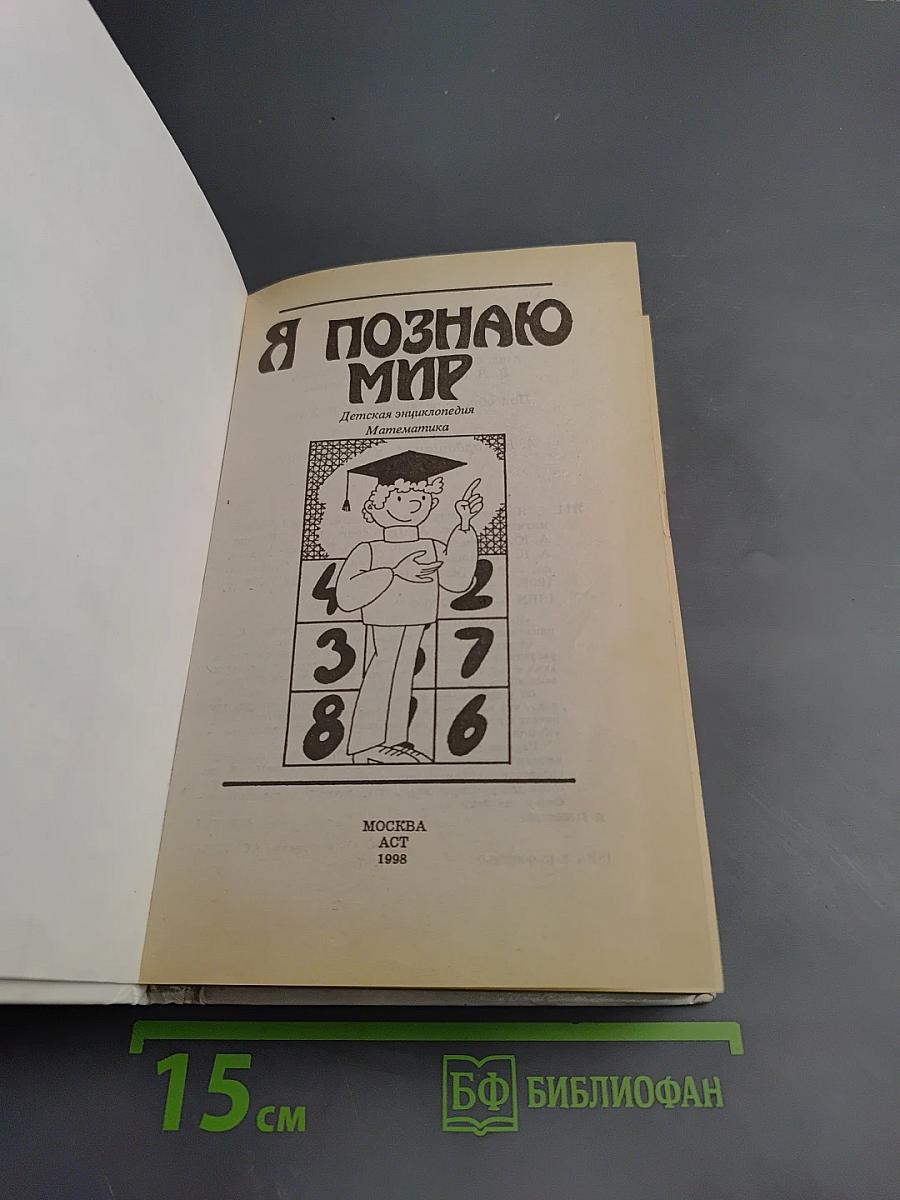 Я ПОЗНАЮ
МИР
Детская энциклопедия
Математика
4 2
3 7
8 6
МОСКВА
АСТ
1998
15 см
БФ БИБЛИОФАН